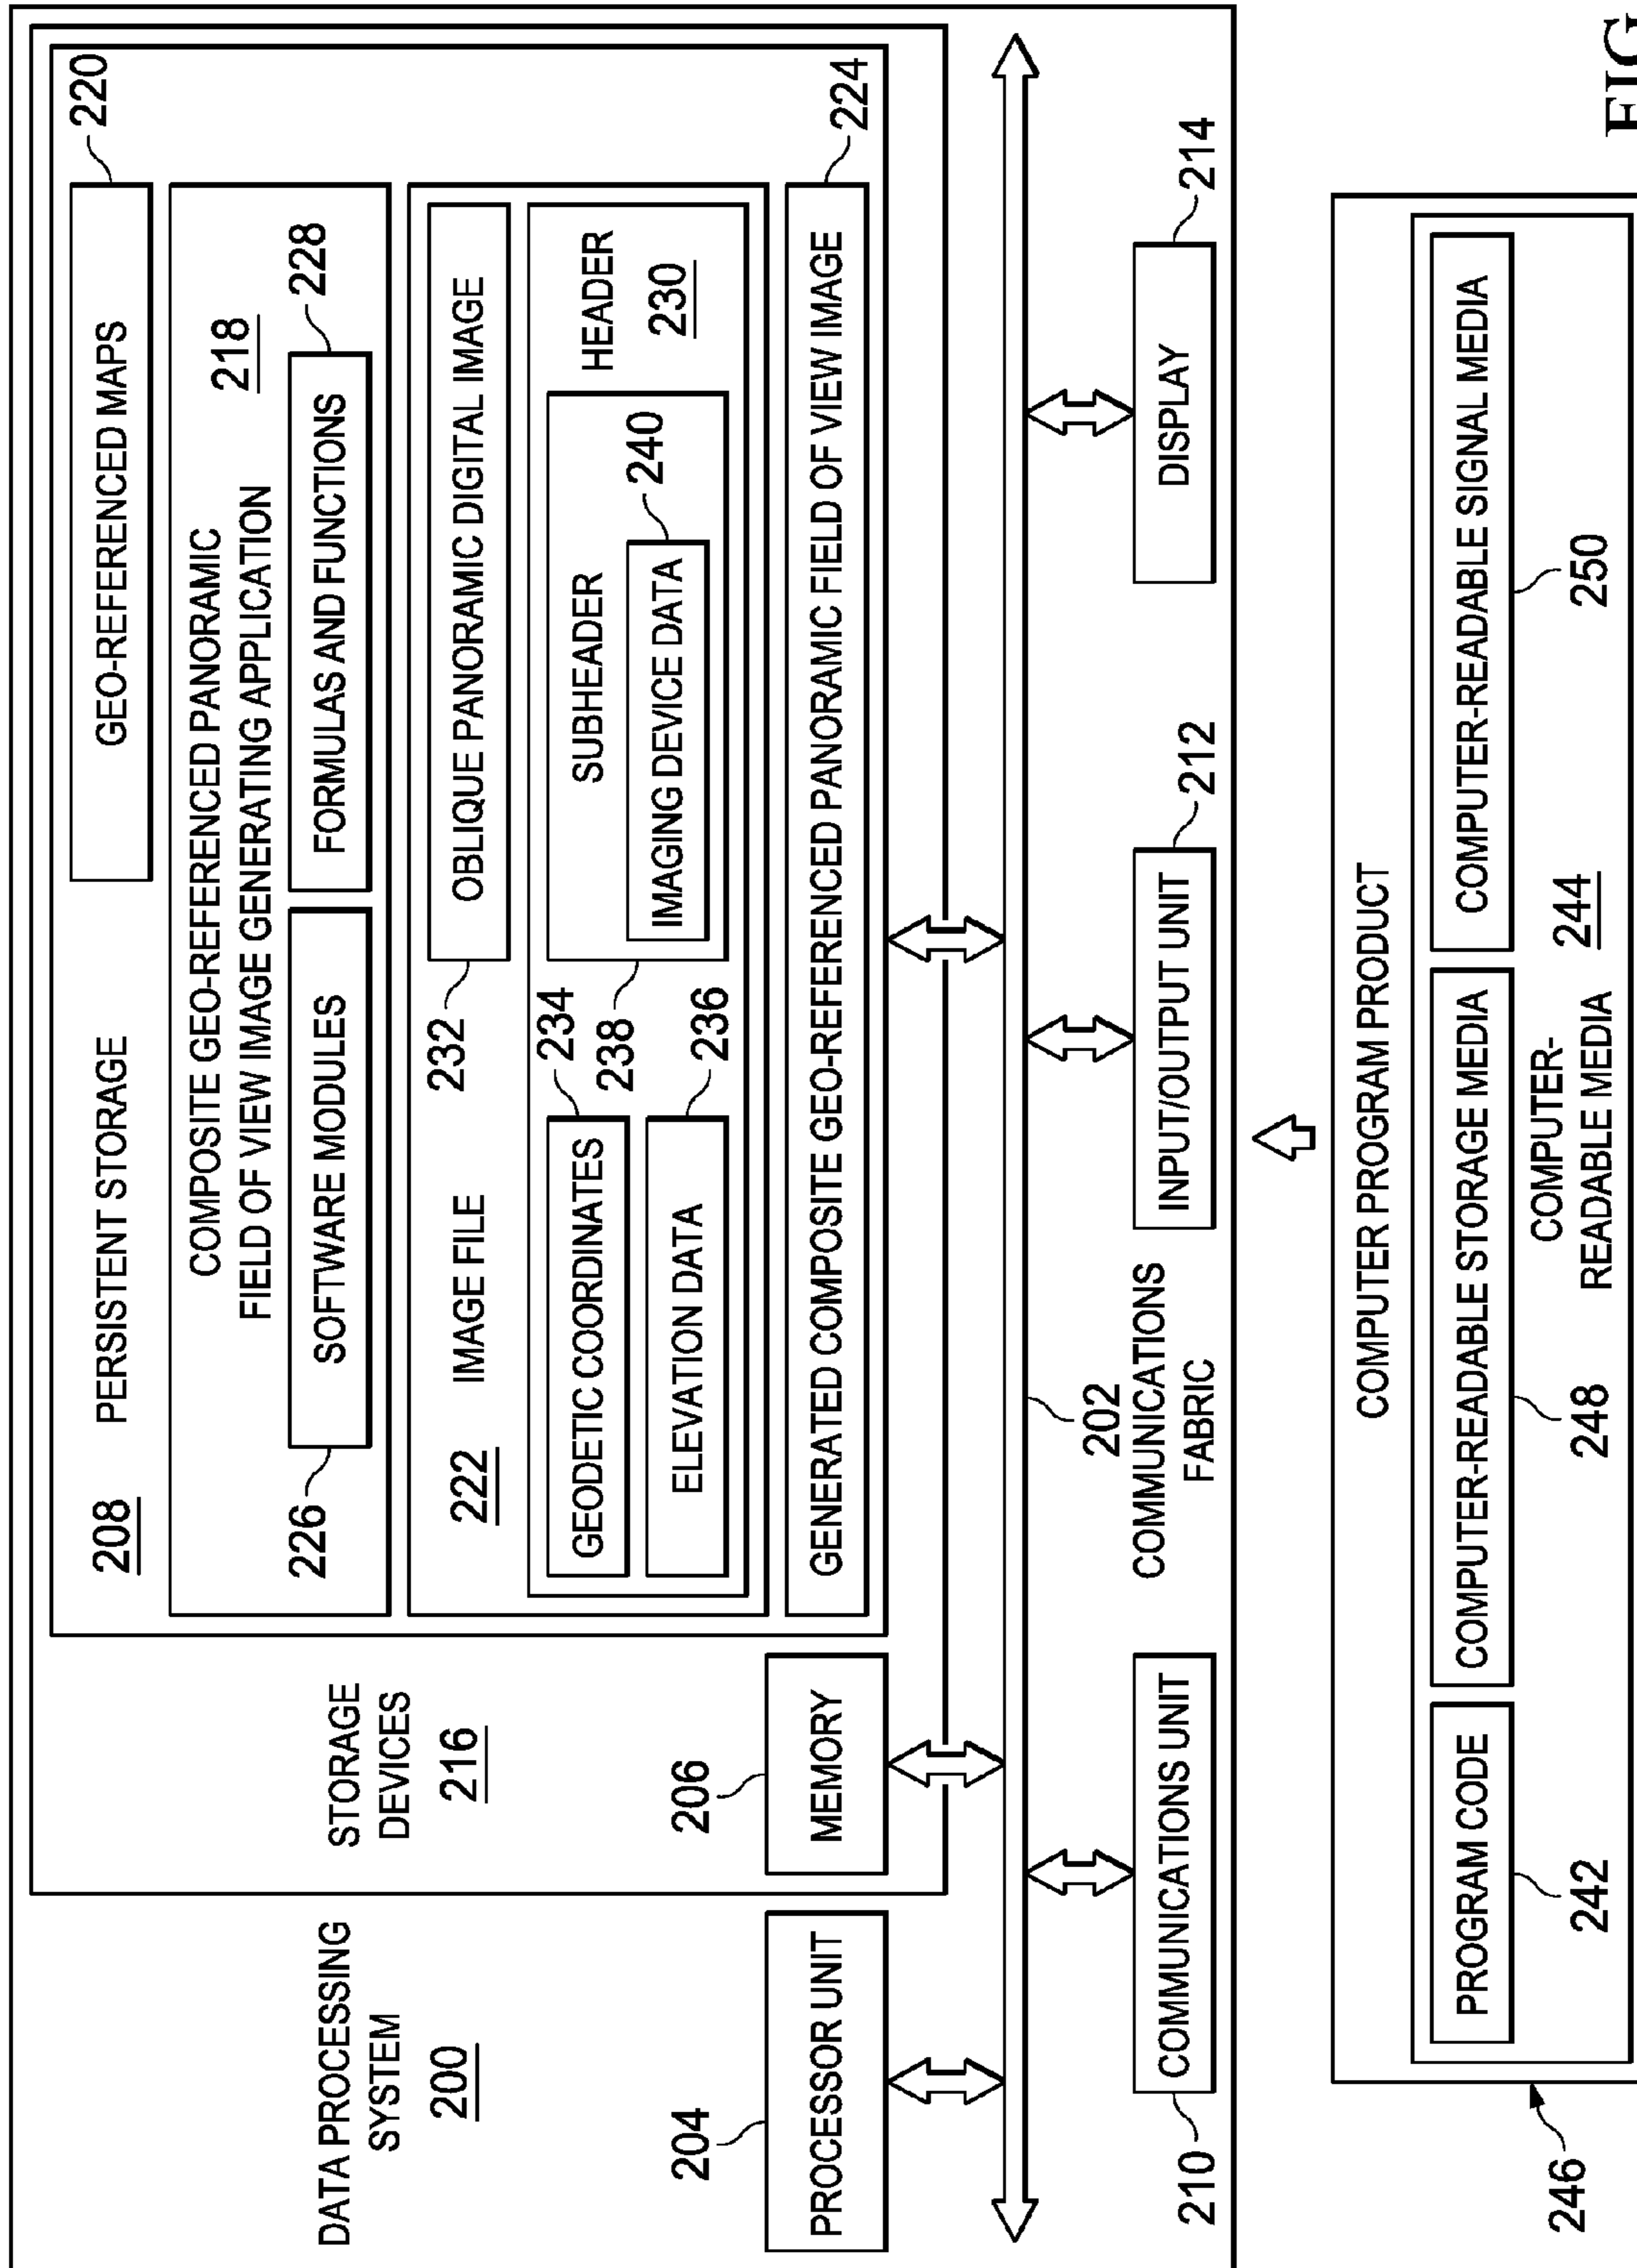 DATA PROCESSING
SYSTEM
200
STORAGE
DEVICES
216
208
PERSISTENT STORAGE
GEO-REFERENCED MAPS
220
COMPOSITE GEO-REFERENCED PANORAMIC
FIELD OF VIEW IMAGE GENERATING APPLICATION
218
226
SOFTWARE MODULES
FORMULAS AND FUNCTIONS
228
222
IMAGE FILE
232
OBLIQUE PANORAMIC DIGITAL IMAGE
GEODETIC COORDINATES
234
238
SUBHEADER
HEADER
230
240
ELEVATION DATA
236
IMAGING DEVICE DATA
GENERATED COMPOSITE GEO-REFERENCED PANORAMIC FIELD OF VIEW IMAGE
224
204
PROCESSOR UNIT
206
MEMORY
202
COMMUNICATIONS
FABRIC
210
COMMUNICATIONS UNIT
INPUT/OUTPUT UNIT
212
DISPLAY
214
COMPUTER PROGRAM PRODUCT
246
PROGRAM CODE
242
COMPUTER-READABLE STORAGE MEDIA
248
COMPUTER-READABLE SIGNAL MEDIA
250
COMPUTER-
READABLE MEDIA
244
FIG